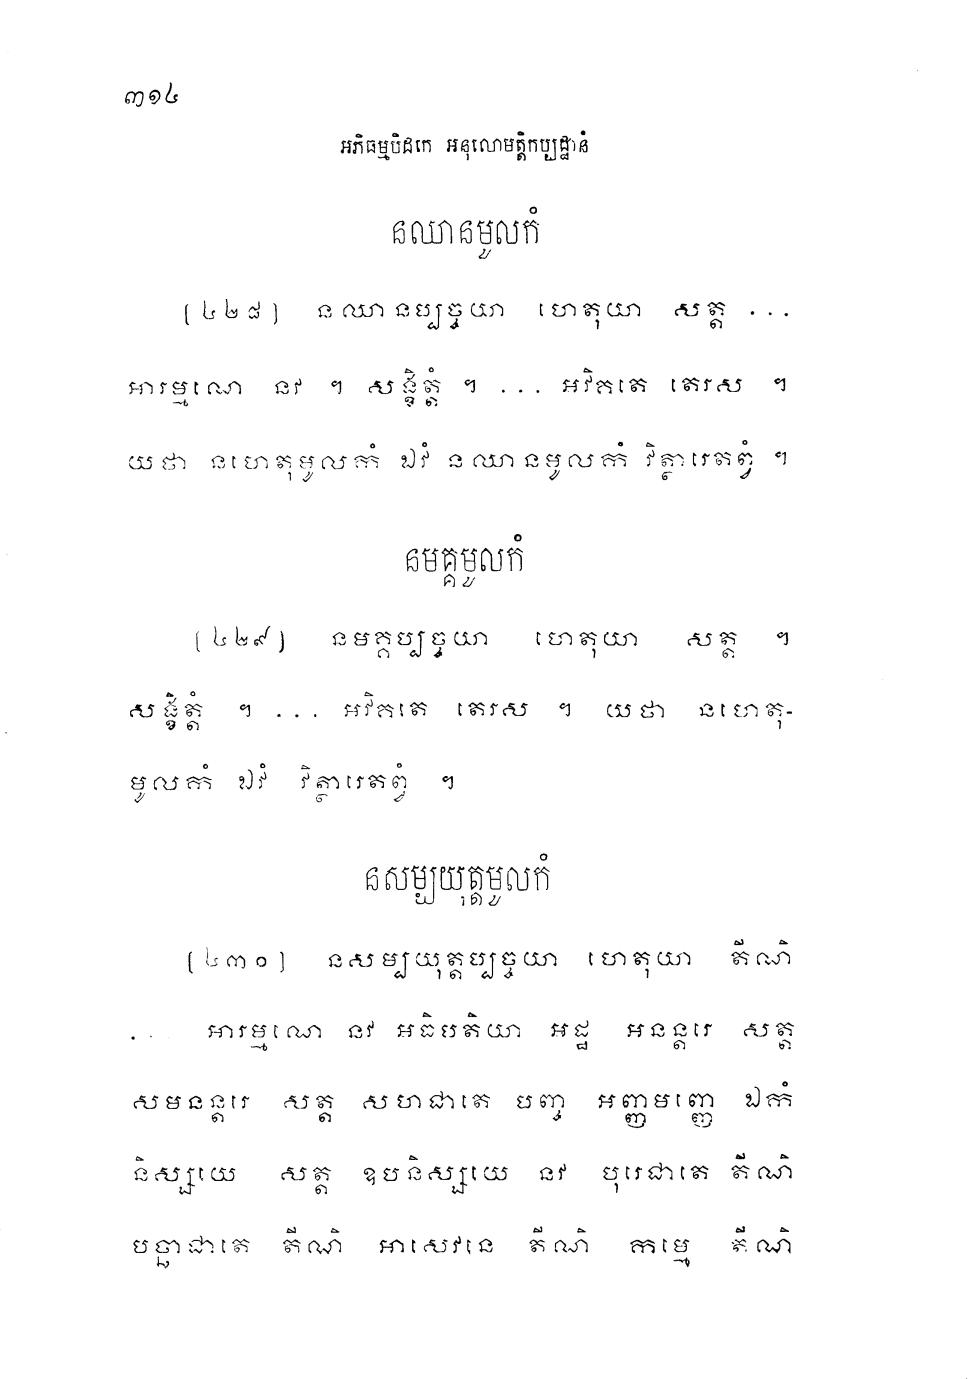 ៣១៤
អភិធម្មបិដកេ អនុលោមត្តិកប្បដ្ឋានំ
នឈានមូលកំ
(៤២៨) នឈានប្បច្ចយា ហេតុយា សត្ត ...
អារម្មណេ នវ ។ សង្ខិត្តំ ។ ... អវិគតេ តេរស ។
យថា នហេតុមូលកំ ឯវំ នឈានមូលកំ វិត្ថារេតព្វំ ។
នមគ្គមូលកំ
(៤២៩) នមគ្គប្បច្ចយា ហេតុយា សត្ត ។
សង្ខិត្តំ ។ ... អវិគតេ តេរស ។ យថា នហេតុ-
មូលកំ ឯវំ វិត្ថារេតព្វំ ។
នសម្បយុត្តមូលកំ
(៤៣០) នសម្បយុត្តប្បច្ចយា ហេតុយា តីណិ
... អារម្មណេ នវ អធិបតិយា អដ្ឋ អនន្តរេ សត្ត
សមនន្តរេ សត្ត សហជាតេ បញ្ច អញ្ញមញ្ញេ ឯកំ
និស្សយេ សត្ត ឧបនិស្សយេ នវ បុរេជាតេ តីណិ
បច្ឆាជាតេ តីណិ អាសេវនេ តីណិ កម្មេ តីណិ